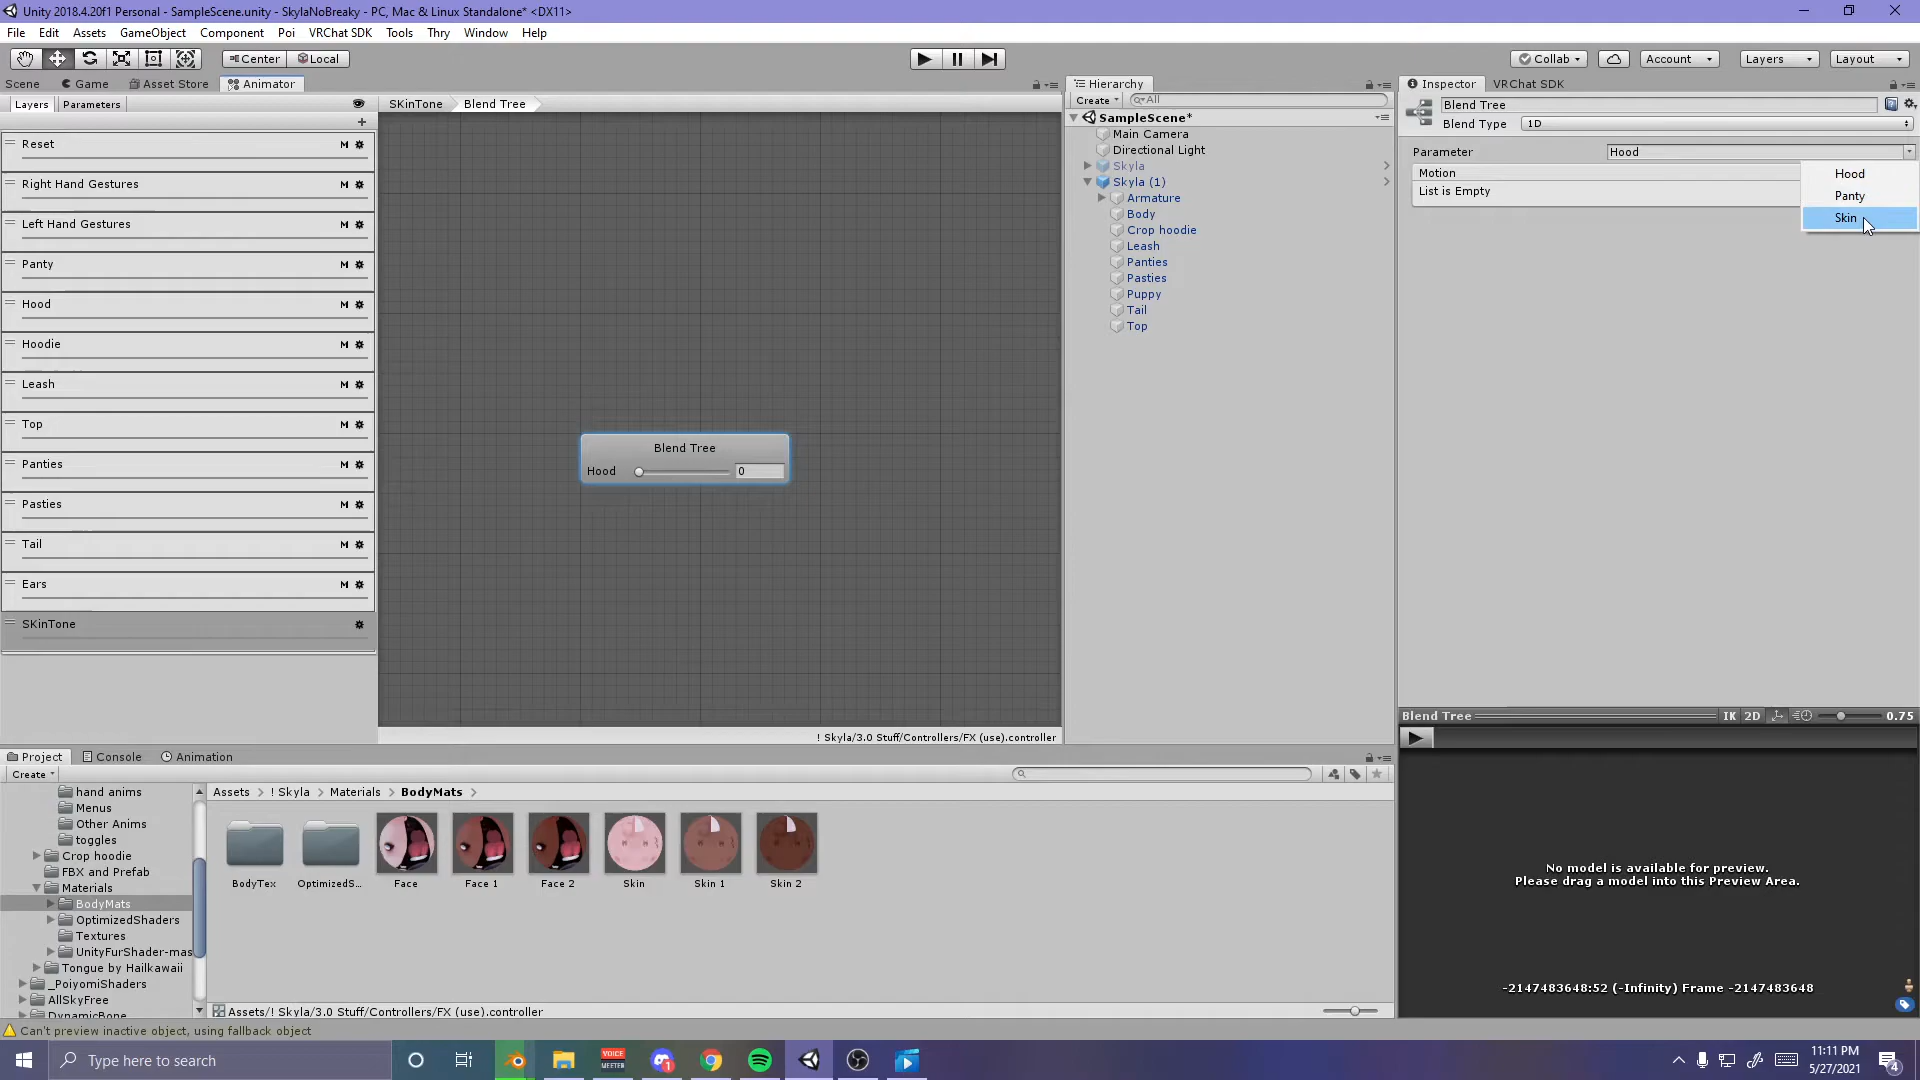 Unity 2018.4.20f1 Personal - SampleScene.unity - SkylaNoBreaky - PC, Mac & Linux Standalone* <DX11>
File Edit Assets GameObject Component Poi VRChat SDK Tools Thry Window Help
Center Local Collab Account Layers Layout
Scene Game Asset Store Animator
Layers Parameters
Reset M
Right Hand Gestures M
Left Hand Gestures M
Panty M
Hood M
Hoodie M
Leash M
Top M
Panties M
Pasties M
Tail M
Ears M
SKinTone
SKinTone Blend Tree
Blend Tree
Hood 0
! Skyla/3.0 Stuff/Controllers/FX (use).controller
Hierarchy
Create All
SampleScene*
Main Camera
Directional Light
Skyla
Skyla (1)
Armature
Body
Crop hoodie
Leash
Panties
Pasties
Puppy
Tail
Top
Inspector VRChat SDK
Blend Tree
Blend Type 1D
Parameter Hood
Motion
List is Empty
Hood
Panty
Skin
Blend Tree IK 2D 0.75
No model is available for preview.
Please drag a model into this Preview Area.
-2147483648:52 (-Infinity) Frame -2147483648
Project Console Animation
Create
hand anims
Menus
Other Anims
toggles
Crop hoodie
FBX and Prefab
Materials
BodyMats
OptimizedShaders
Textures
UnityFurShader-mas
Tongue by Hailkawaii
_PoiyomiShaders
AllSkyFree
DynamicBone
Assets > ! Skyla > Materials > BodyMats >
BodyTex OptimizedS... Face Face 1 Face 2 Skin Skin 1 Skin 2
Assets/! Skyla/3.0 Stuff/Controllers/FX (use).controller
Can't preview inactive object, using fallback object
Type here to search
VOICE
MEETER
1
11:11 PM
5/27/2021
4